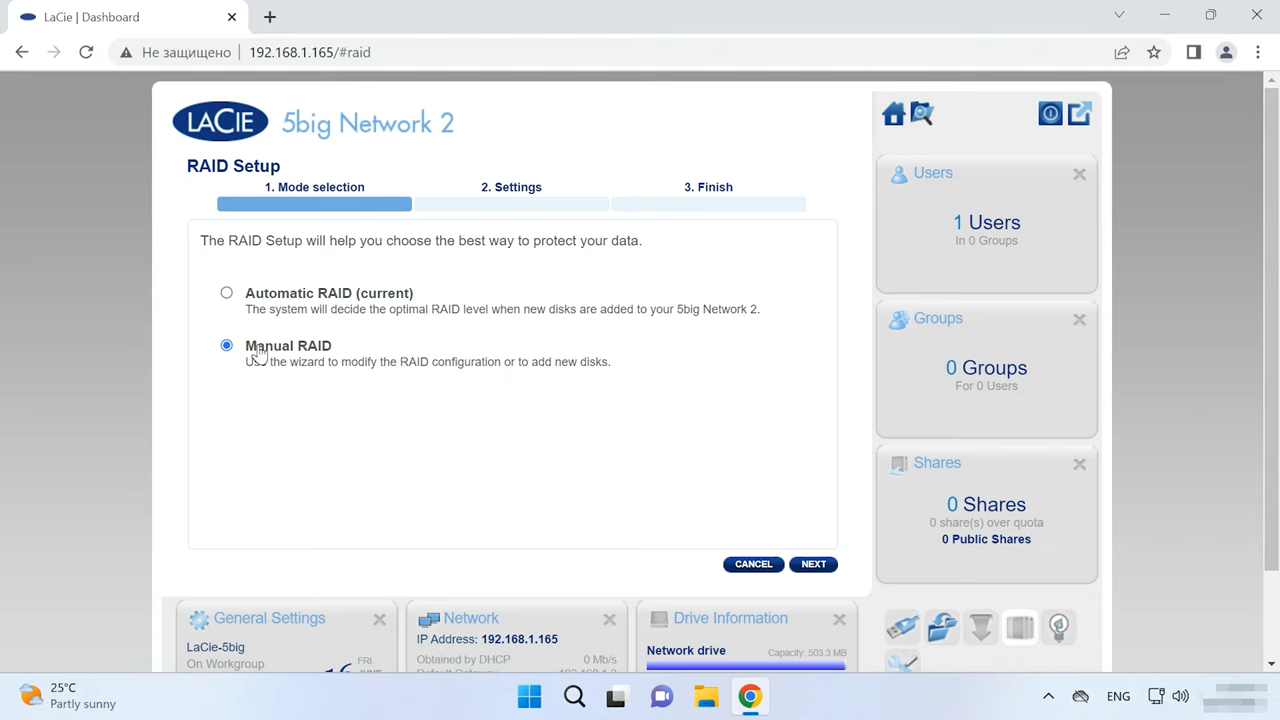 LaCie | Dashboard
Не защищено
192.168.1.165/#raid
LACIE
5big Network 2
RAID Setup
1. Mode selection
2. Settings
3. Finish
The RAID Setup will help you choose the best way to protect your data.
Automatic RAID (current)
The system will decide the optimal RAID level when new disks are added to your 5big Network 2.
Manual RAID
Use the wizard to modify the RAID configuration or to add new disks.
CANCEL
NEXT
Users
1 Users
In 0 Groups
Groups
0 Groups
For 0 Users
Shares
0 Shares
0 share(s) over quota
0 Public Shares
General Settings
LaCie-5big
On Workgroup
FRI.
Network
IP Address: 192.168.1.165
Obtained by DHCP
0 Mb/s
Drive Information
Network drive
Capacity: 503.3 MB
25°C
Partly sunny
ENG